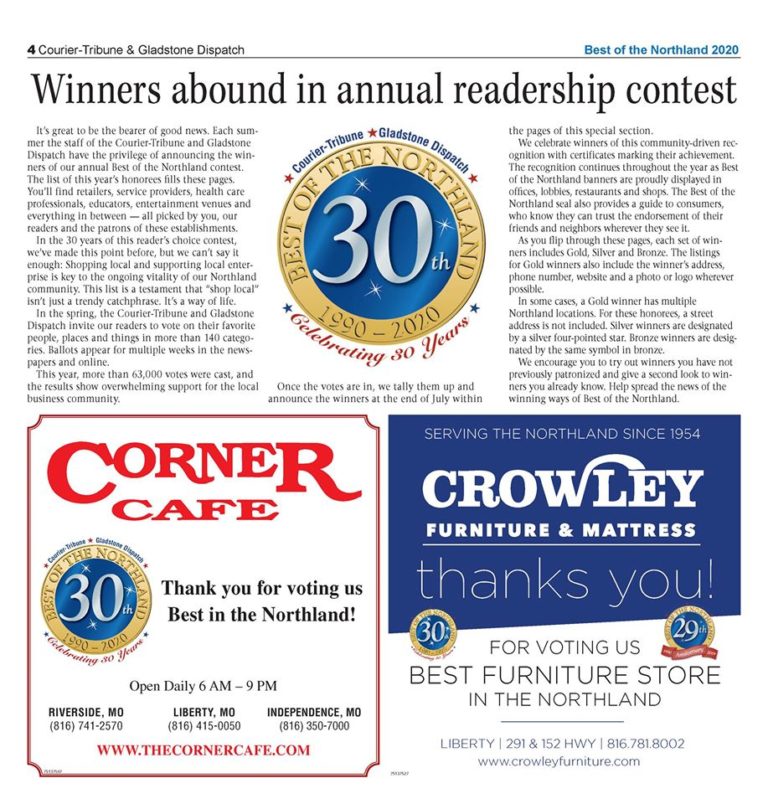 4 Courier-Tribune & Gladstone Dispatch
Best of the Northland 2020
Winners abound in annual readership contest
It's great to be the bearer of good news. Each sum-
mer the staff of the Courier-Tribune and Gladstone
Dispatch have the privilege of announcing the win-
ners of our annual Best of the Northland contest.
The list of this year's honorees fills these pages.
You'll find retailers, service providers, health care
professionals, educators, entertainment venues and
everything in between — all picked by you, our
readers and the patrons of these establishments.
In the 30 years of this reader's choice contest,
we've made this point before, but we can't say it
enough: Shopping local and supporting local enter-
prise is key to the ongoing vitality of our Northland
community. This list is a testament that "shop local"
isn't just a trendy catchphrase. It's a way of life.
In the spring, the Courier-Tribune and Gladstone
Dispatch invite our readers to vote on their favorite
people, places and things in more than 140 catego-
ries. Ballots appear for multiple weeks in the news-
papers and online.
This year, more than 63,000 votes were cast, and
the results show overwhelming support for the local
business community.
Courier-Tribune ★ Gladstone Dispatch
BEST OF THE NORTHLAND
30th
1990 – 2020
Celebrating 30 Years
Once the votes are in, we tally them up and
announce the winners at the end of July within
the pages of this special section.
We celebrate winners of this community-driven rec-
ognition with certificates marking their achievement.
The recognition continues throughout the year as Best
of the Northland banners are proudly displayed in
offices, lobbies, restaurants and shops. The Best of the
Northland seal also provides a guide to consumers,
who know they can trust the endorsement of their
friends and neighbors wherever they see it.
As you flip through these pages, each set of win-
ners includes Gold, Silver and Bronze. The listings
for Gold winners also include the winner's address,
phone number, website and a photo or logo wherever
possible.
In some cases, a Gold winner has multiple
Northland locations. For these honorees, a street
address is not included. Silver winners are designated
by a silver four-pointed star. Bronze winners are desig-
nated by the same symbol in bronze.
We encourage you to try out winners you have not
previously patronized and give a second look to win-
ners you already know. Help spread the news of the
winning ways of Best of the Northland.
CORNER
CAFE
Courier-Tribune ★ Gladstone Dispatch
BEST OF THE NORTHLAND
30th
1990 – 2020
Celebrating 30 Years
Thank you for voting us
Best in the Northland!
Open Daily 6 AM – 9 PM
RIVERSIDE, MO
(816) 741-2570
LIBERTY, MO
(816) 415-0050
INDEPENDENCE, MO
(816) 350-7000
WWW.THECORNERCAFE.COM
SERVING THE NORTHLAND SINCE 1954
CROWLEY
FURNITURE & MATTRESS
thanks you!
30th
29th
FOR VOTING US
BEST FURNITURE STORE
IN THE NORTHLAND
LIBERTY | 291 & 152 HWY | 816.781.8002
www.crowleyfurniture.com